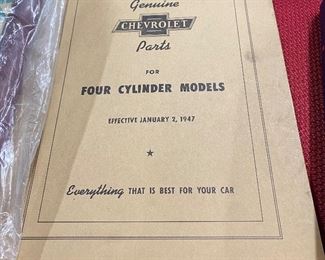 Genuine
CHEVROLET
Parts
FOR
FOUR CYLINDER MODELS
EFFECTIVE JANUARY 2, 1947
Everything THAT IS BEST FOR YOUR CAR